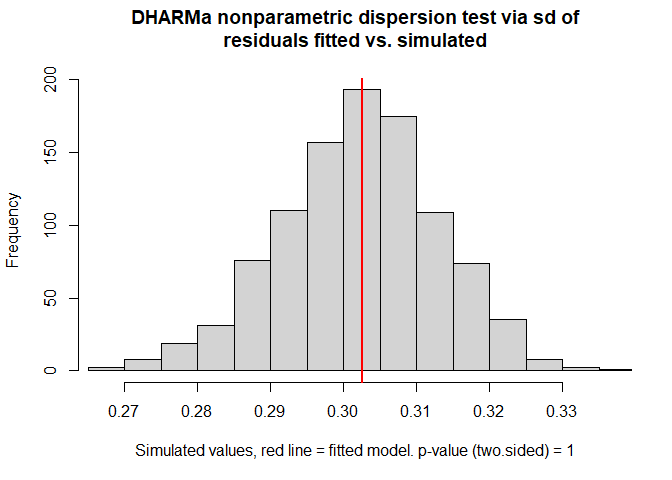 DHARMa nonparametric dispersion test via sd of
residuals fitted vs. simulated
Frequency
200
150
100
50
0
0.27 0.28 0.29 0.30 0.31 0.32 0.33
Simulated values, red line = fitted model. p-value (two.sided) = 1